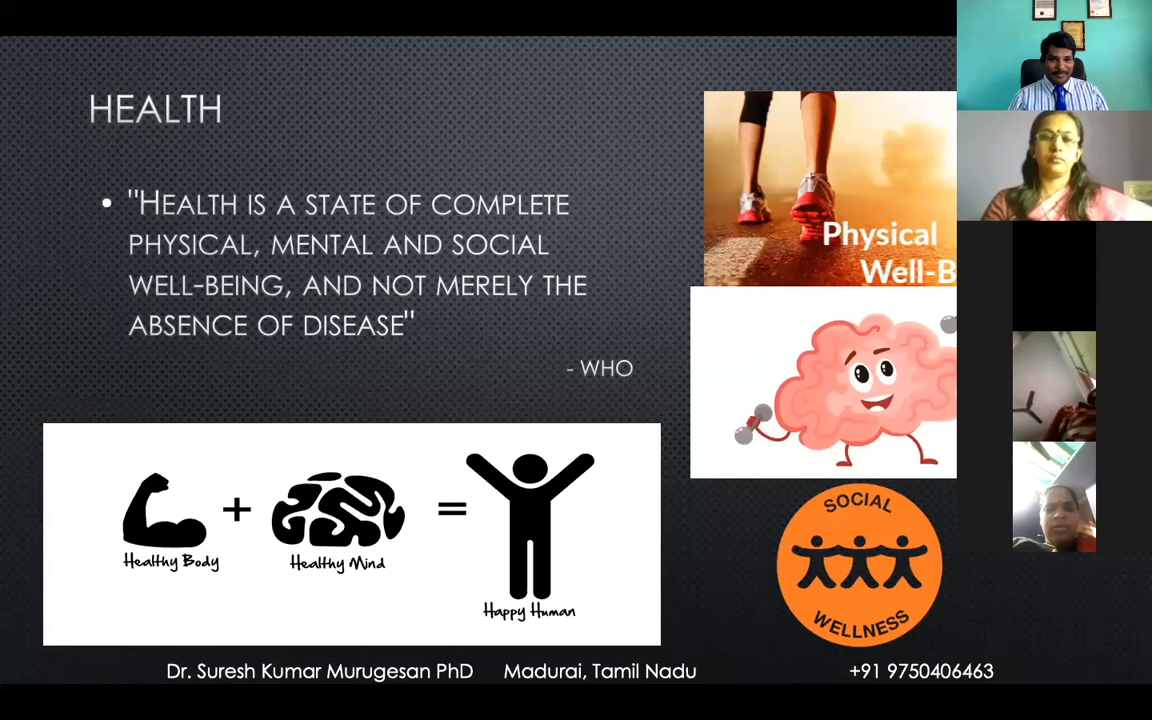 HEALTH
• "HEALTH IS A STATE OF COMPLETE
PHYSICAL, MENTAL AND SOCIAL
WELL-BEING, AND NOT MERELY THE
ABSENCE OF DISEASE"
- WHO
Physical
Well-B
+
=
Healthy Body
Healthy Mind
Happy Human
SOCIAL
WELLNESS
Dr. Suresh Kumar Murugesan PhD Madurai, Tamil Nadu +91 9750406463